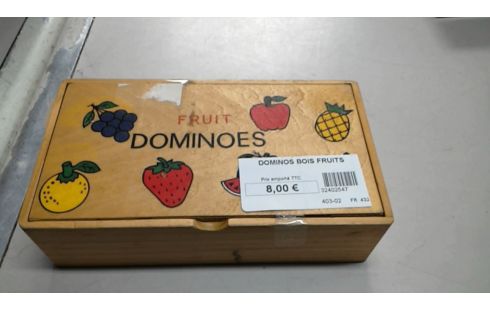 FRUIT
DOMINOES
DOMINOS BOIS FRUITS
Prix emporté TTC
8,00 €
32402547
403-02 FR 432